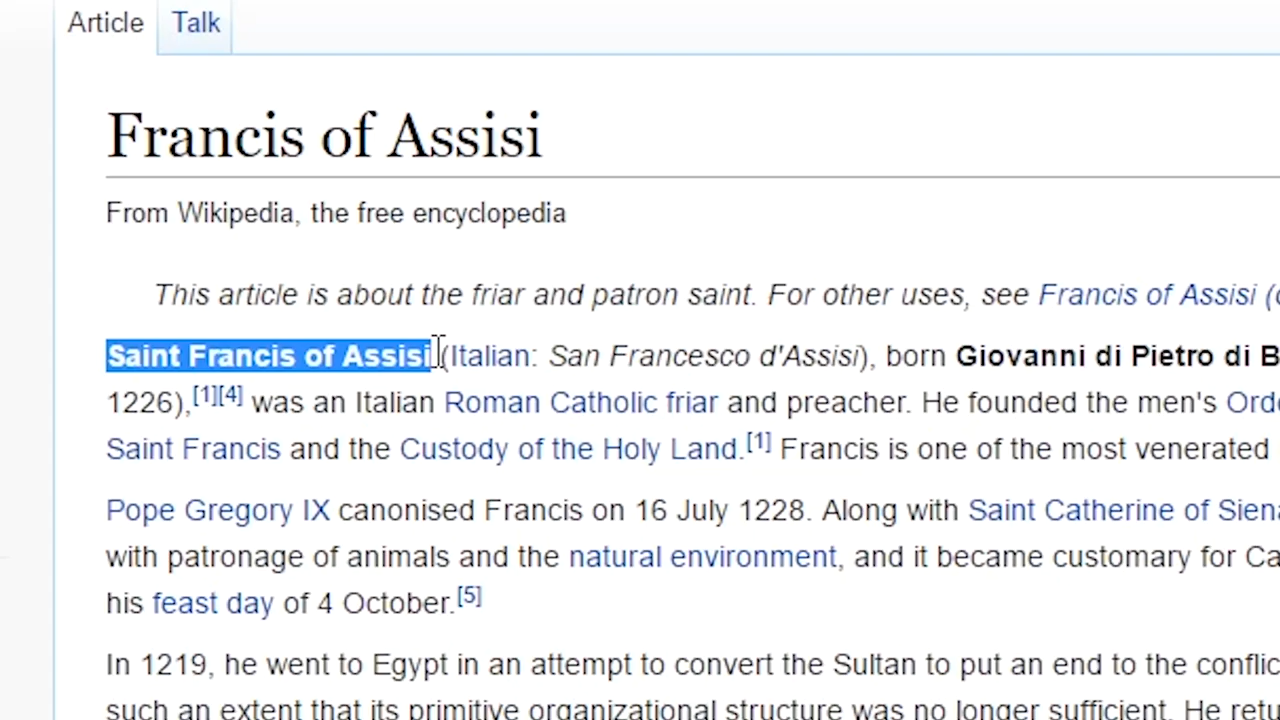 Article Talk
Francis of Assisi
From Wikipedia, the free encyclopedia
This article is about the friar and patron saint. For other uses, see Francis of Assisi (
Saint Francis of Assisi (Italian: San Francesco d'Assisi), born Giovanni di Pietro di B
1226),[1][4] was an Italian Roman Catholic friar and preacher. He founded the men's Ord
Saint Francis and the Custody of the Holy Land.[1] Francis is one of the most venerated
Pope Gregory IX canonised Francis on 16 July 1228. Along with Saint Catherine of Sien
with patronage of animals and the natural environment, and it became customary for Ca
his feast day of 4 October.[5]
In 1219, he went to Egypt in an attempt to convert the Sultan to put an end to the conflic
such an extent that its primitive organizational structure was no longer sufficient. He retu